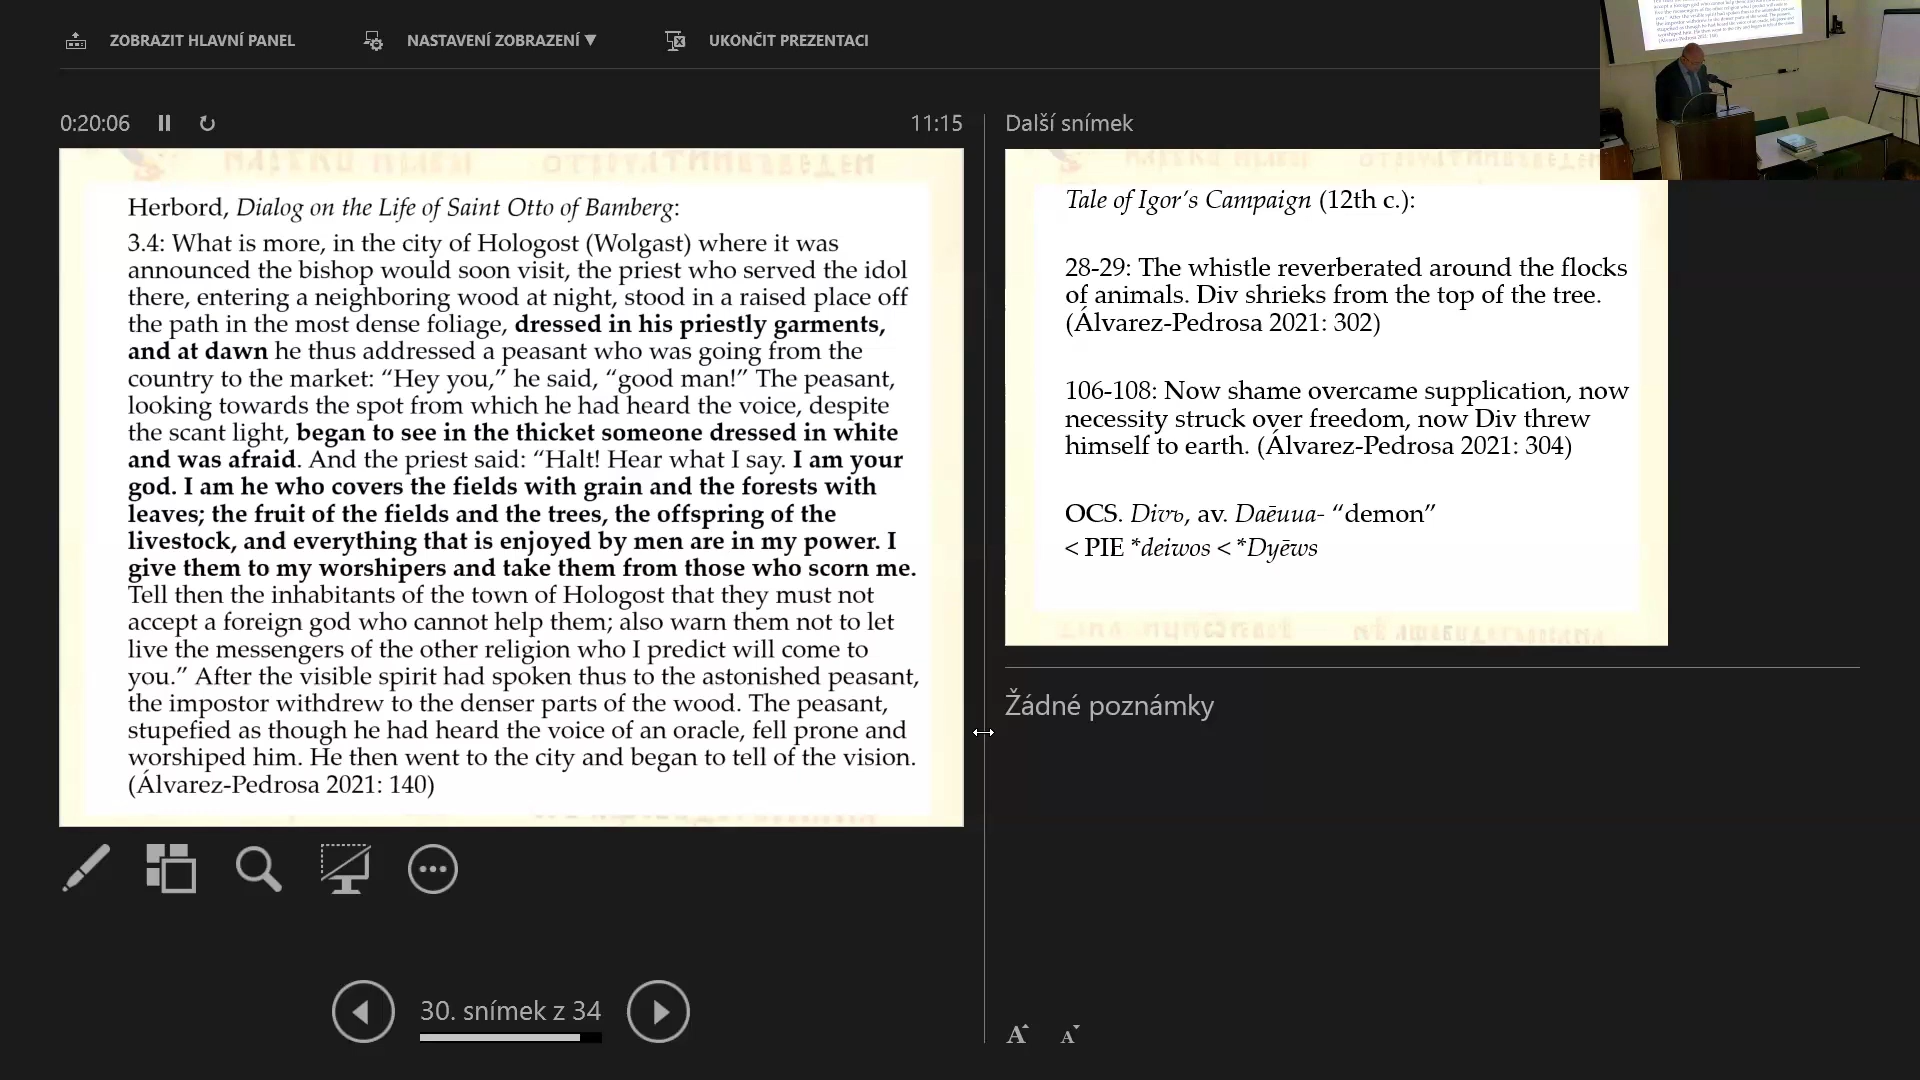 ZOBRAZIT HLAVNÍ PANEL
NASTAVENÍ ZOBRAZENÍ ▼
UKONČIT PREZENTACI
0:20:06
11:15
Další snímek
Herbord, Dialog on the Life of Saint Otto of Bamberg:
3.4: What is more, in the city of Hologost (Wolgast) where it was
announced the bishop would soon visit, the priest who served the idol
there, entering a neighboring wood at night, stood in a raised place off
the path in the most dense foliage, dressed in his priestly garments,
and at dawn he thus addressed a peasant who was going from the
country to the market: “Hey you,” he said, “good man!” The peasant,
looking towards the spot from which he had heard the voice, despite
the scant light, began to see in the thicket someone dressed in white
and was afraid. And the priest said: “Halt! Hear what I say. I am your
god. I am he who covers the fields with grain and the forests with
leaves; the fruit of the fields and the trees, the offspring of the
livestock, and everything that is enjoyed by men are in my power. I
give them to my worshipers and take them from those who scorn me.
Tell then the inhabitants of the town of Hologost that they must not
accept a foreign god who cannot help them; also warn them not to let
live the messengers of the other religion who I predict will come to
you.” After the visible spirit had spoken thus to the astonished peasant,
the impostor withdrew to the denser parts of the wood. The peasant,
stupefied as though he had heard the voice of an oracle, fell prone and
worshiped him. He then went to the city and began to tell of the vision.
(Álvarez-Pedrosa 2021: 140)
Tale of Igor’s Campaign (12th c.):
28-29: The whistle reverberated around the flocks
of animals. Div shrieks from the top of the tree.
(Álvarez-Pedrosa 2021: 302)
106-108: Now shame overcame supplication, now
necessity struck over freedom, now Div threw
himself to earth. (Álvarez-Pedrosa 2021: 304)
OCS. Divъ, av. Daēuua- “demon”
< PIE *deiwos < *Dyēws
Žádné poznámky
30. snímek z 34
A A